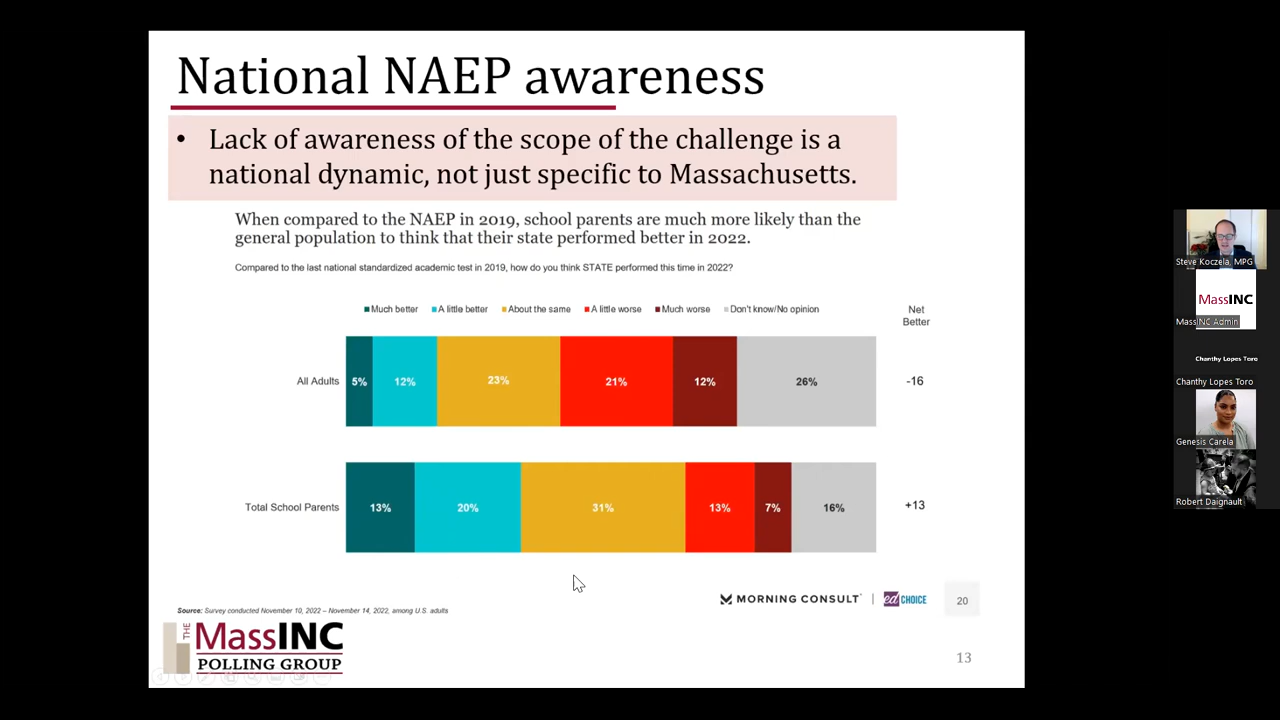 National NAEP awareness
• Lack of awareness of the scope of the challenge is a
national dynamic, not just specific to Massachusetts.
When compared to the NAEP in 2019, school parents are much more likely than the
general population to think that their state performed better in 2022.
Compared to the last national standardized academic test in 2019, how do you think STATE performed this time in 2022?
Much better A little better About the same A little worse Much worse Don't know/No opinion
Net
Better
All Adults 5% 12% 23% 21% 12% 26% -16
Total School Parents 13% 20% 31% 13% 7% 16% +13
Source: Survey conducted November 10, 2022 – November 14, 2022, among U.S. adults
MORNING CONSULT | edCHOICE 20
THE MassINC
POLLING GROUP
13
Steve Koczela, MPG
MassINC
MassINC Admin
Chanthy Lopes Toro
Chanthy Lopes Toro
Genesis Carela
Robert Daignault